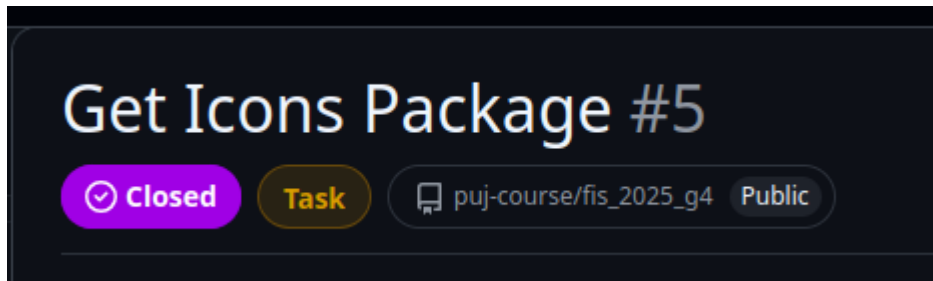 Get Icons Package #5
Closed Task puj-course/fis_2025_g4 Public